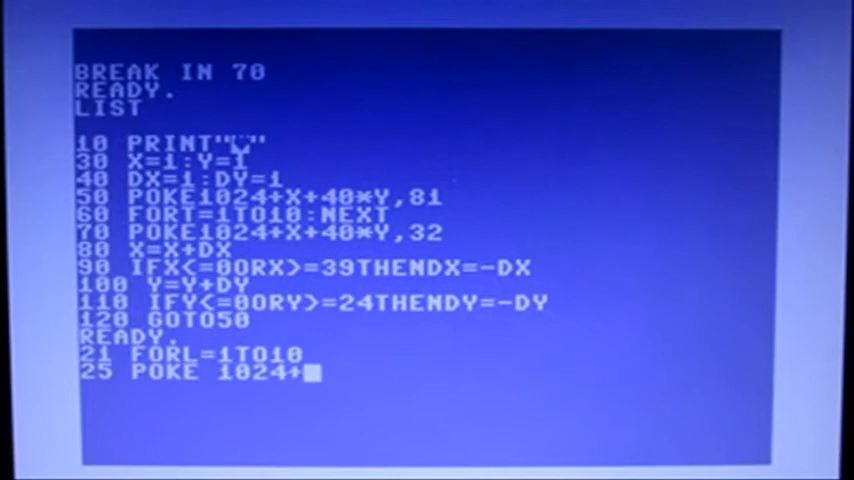 BREAK IN 70
READY.
LIST
10 PRINT"♥"
30 X=1:Y=1
40 DX=1:DY=1
50 POKE1024+X+40*Y,81
60 FORT=1TO10:NEXT
70 POKE1024+X+40*Y,32
80 X=X+DX
90 IFX<=0ORX>=39THENDX=-DX
100 Y=Y+DY
110 IFY<=0ORY>=24THENDY=-DY
120 GOTO50
READY.
21 FORL=1TO10
25 POKE 1024+